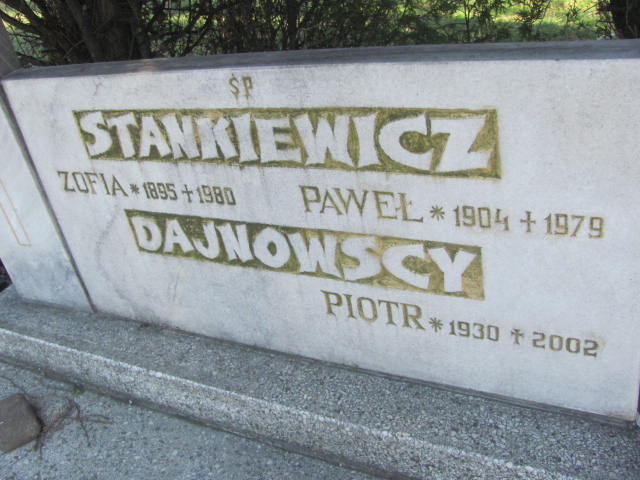 ŚP
STANKIEWICZ
ZOFIA * 1895 + 1980 PAWEŁ * 1904 + 1979
DAJNOWSCY
PIOTR * 1930 + 2002